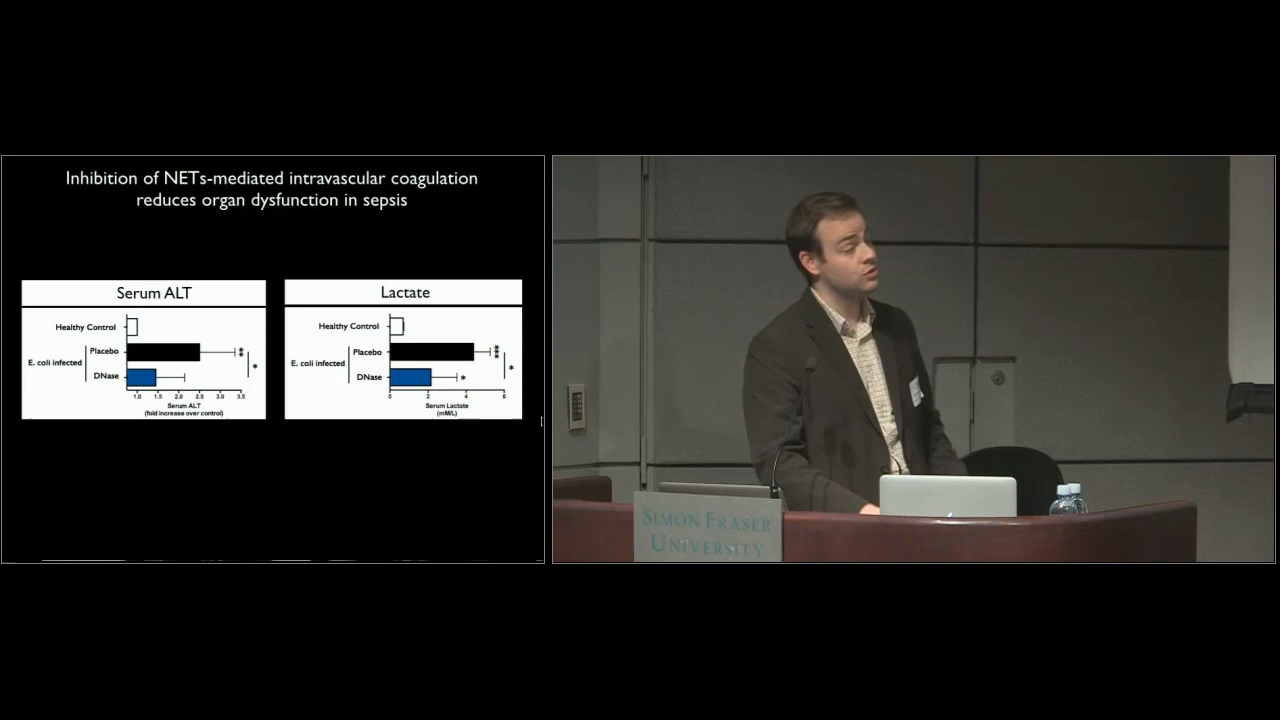 Inhibition of NETs-mediated intravascular coagulation
reduces organ dysfunction in sepsis
Serum ALT
Healthy Control
E. coli infected
Placebo
**
*
DNase
1.0 1.5 2.0 2.5 3.0 3.5
Serum ALT
(fold increase over control)
Lactate
Healthy Control
E. coli infected
Placebo
***
*
DNase
*
0 2 4 6
Serum Lactate
(mM/L)
SIMON FRASER
UNIVERSITY